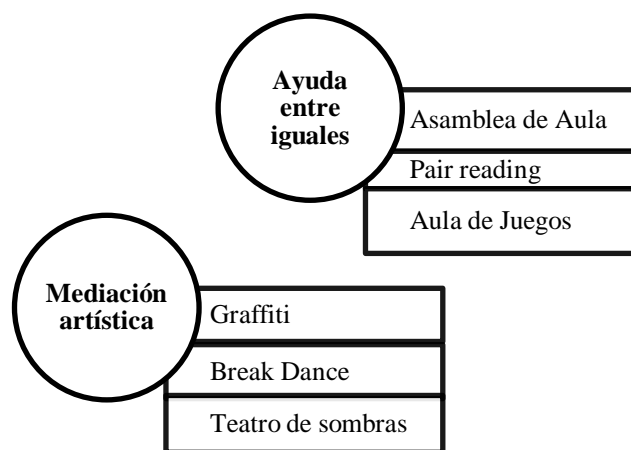 Ayuda
entre
iguales
Asamblea de Aula
Pair reading
Aula de Juegos
Mediación
artística
Graffiti
Break Dance
Teatro de sombras